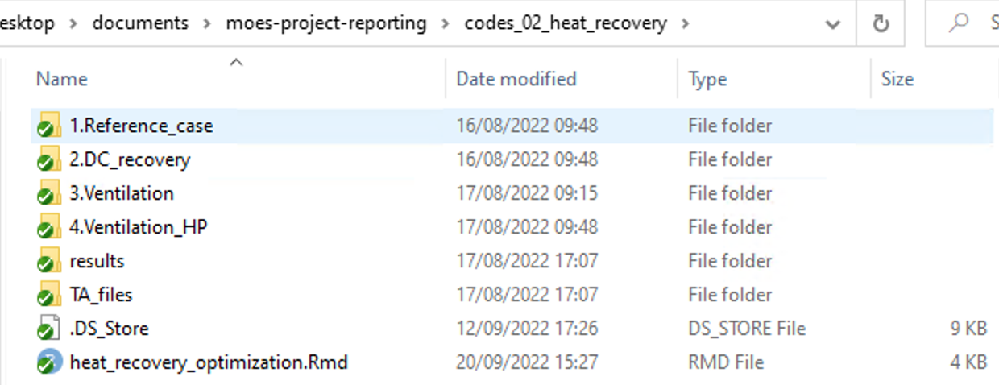 esktop > documents > moes-project-reporting > codes_02_heat_recovery > S
Name Date modified Type Size
1.Reference_case 16/08/2022 09:48 File folder
2.DC_recovery 16/08/2022 09:48 File folder
3.Ventilation 17/08/2022 09:15 File folder
4.Ventilation_HP 17/08/2022 09:48 File folder
results 17/08/2022 17:07 File folder
TA_files 17/08/2022 17:07 File folder
.DS_Store 12/09/2022 17:26 DS_STORE File 9 KB
heat_recovery_optimization.Rmd 20/09/2022 15:27 RMD File 4 KB